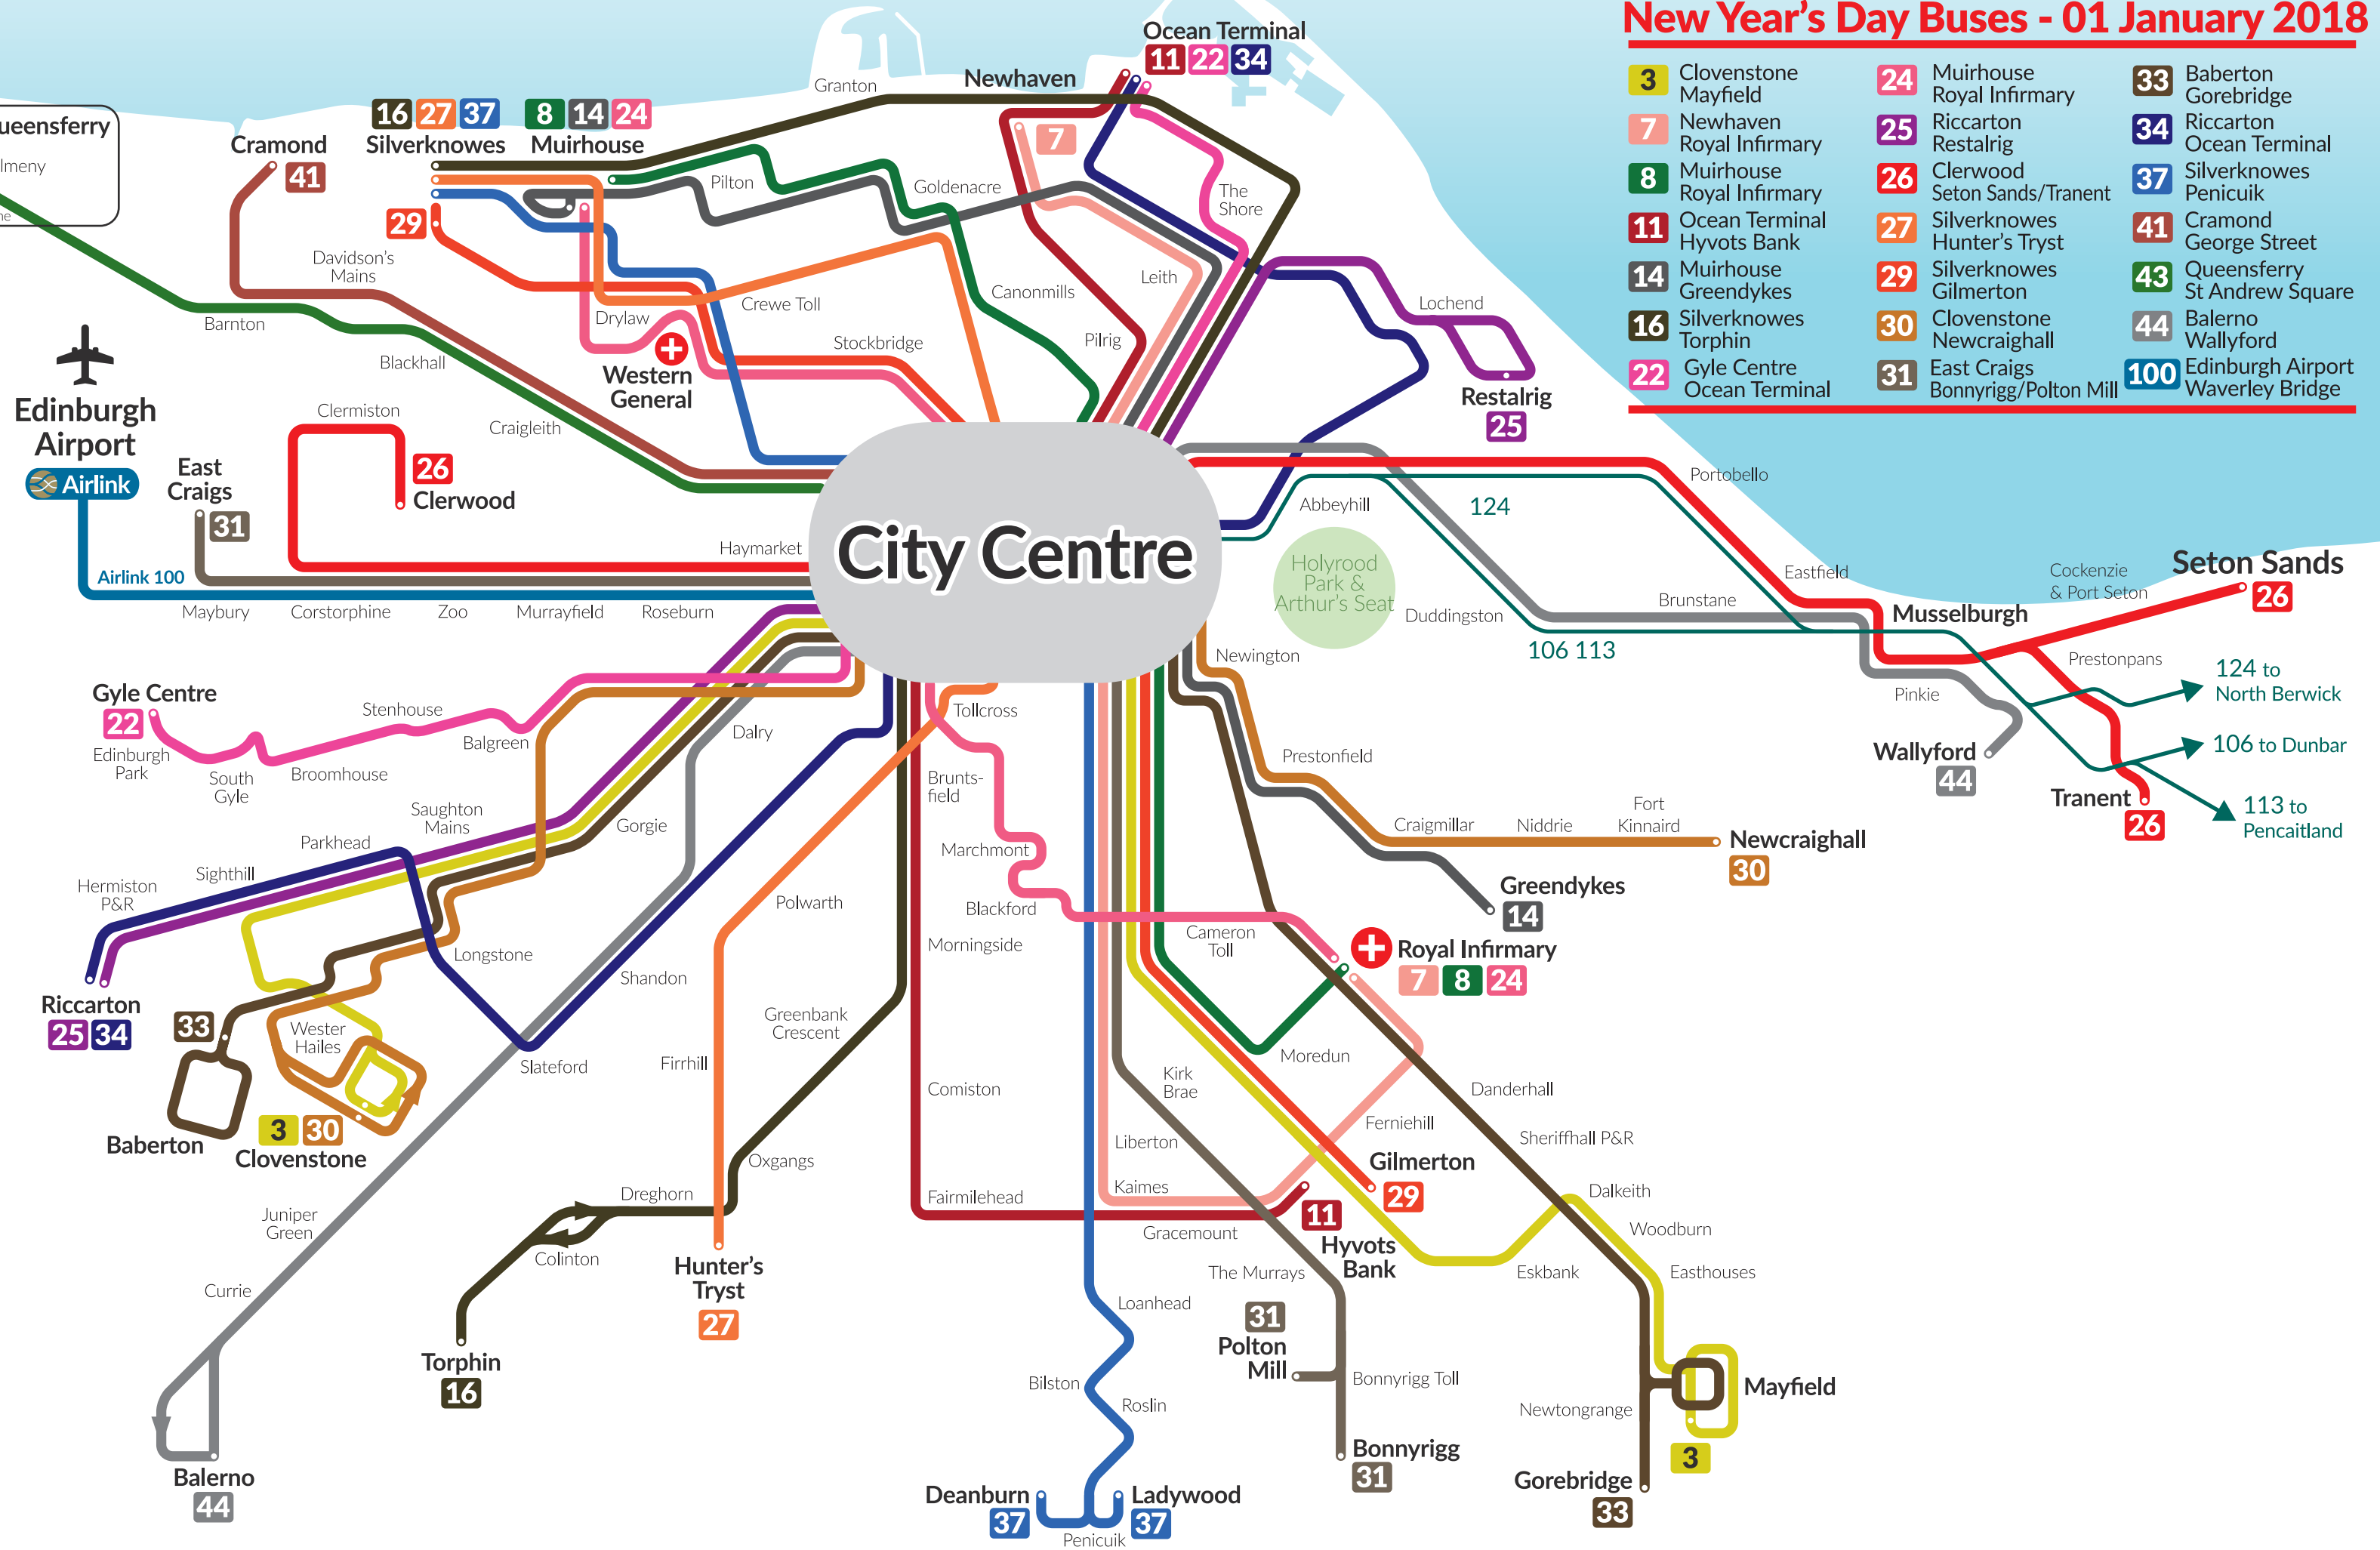 New Year's Day Buses - 01 January 2018
3 Clovenstone
Mayfield
7 Newhaven
Royal Infirmary
8 Muirhouse
Royal Infirmary
11 Ocean Terminal
Hyvots Bank
14 Muirhouse
Greendykes
16 Silverknowes
Torphin
22 Gyle Centre
Ocean Terminal
24 Muirhouse
Royal Infirmary
25 Riccarton
Restalrig
26 Clerwood
Seton Sands/Tranent
27 Silverknowes
Hunter's Tryst
29 Silverknowes
Gilmerton
30 Clovenstone
Newcraighall
31 East Craigs
Bonnyrigg/Polton Mill
33 Baberton
Gorebridge
34 Riccarton
Ocean Terminal
37 Silverknowes
Penicuik
41 Cramond
George Street
43 Queensferry
St Andrew Square
44 Balerno
Wallyford
100 Edinburgh Airport
Waverley Bridge
Ocean Terminal
11 22 34
Newhaven
7
Granton
16 27 37
Silverknowes
29
8 14 24
Muirhouse
Cramond
41
ueensferry
lmeny
ne
Pilton
Goldenacre
The
Shore
Davidson's
Mains
Barnton
Blackhall
Craigleith
Drylaw
Crewe Toll
Western
General
Stockbridge
Canonmills
Pilrig
Leith
Lochend
Restalrig
25
Edinburgh
Airport
Airlink
Airlink 100
East
Craigs
31
Clermiston
26
Clerwood
Haymarket
Maybury
Corstorphine
Zoo
Murrayfield
Roseburn
City Centre
Abbeyhill
Holyrood
Park &
Arthur's Seat
124
Portobello
Duddingston
106 113
Brunstane
Eastfield
Musselburgh
Cockenzie
& Port Seton
Seton Sands
26
Prestonpans
Pinkie
Wallyford
44
Tranent
26
124 to
North Berwick
106 to Dunbar
113 to
Pencaitland
Gyle Centre
22
Edinburgh
Park
South
Gyle
Broomhouse
Stenhouse
Balgreen
Saughton
Mains
Parkhead
Sighthill
Hermiston
P&R
Riccarton
25 34
Gorgie
Dalry
Longstone
Shandon
Slateford
33
Baberton
Wester
Hailes
3 30
Clovenstone
Juniper
Green
Currie
Balerno
44
Tollcross
Brunts-
field
Marchmont
Blackford
Polwarth
Morningside
Greenbank
Crescent
Firrhill
Comiston
Oxgangs
Dreghorn
Colinton
Torphin
16
Hunter's
Tryst
27
Fairmilehead
Newington
Prestonfield
Craigmillar
Niddrie
Fort
Kinnaird
Newcraighall
30
Greendykes
14
Cameron
Toll
Royal Infirmary
7 8 24
Moredun
Kirk
Brae
Liberton
Kaimes
Gracemount
Ferniehill
Gilmerton
29
11
Hyvots
Bank
Danderhall
Sheriffhall P&R
Dalkeith
Woodburn
Eskbank
Easthouses
The Murrays
31
Polton
Mill
Bonnyrigg Toll
Bonnyrigg
31
Loanhead
Bilston
Roslin
Deanburn
37
Ladywood
37
Penicuik
Newtongrange
Mayfield
3
Gorebridge
33